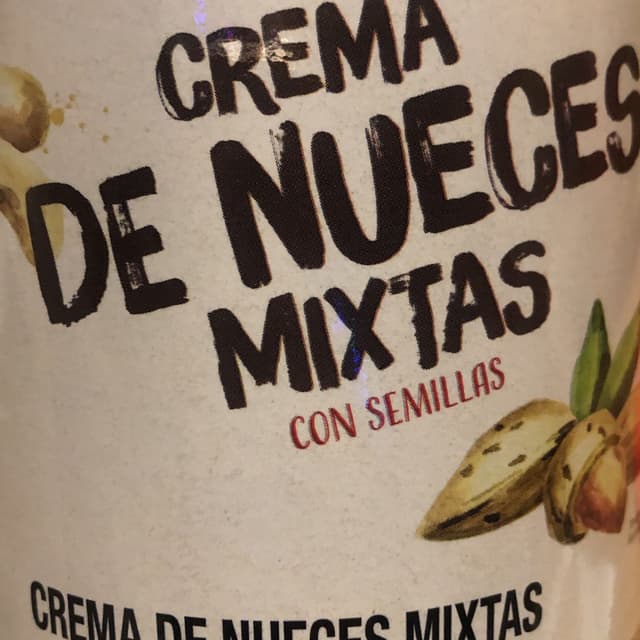 CREMA
DE NUECES
MIXTAS
CON SEMILLAS
CREMA DE NUECES MIXTAS